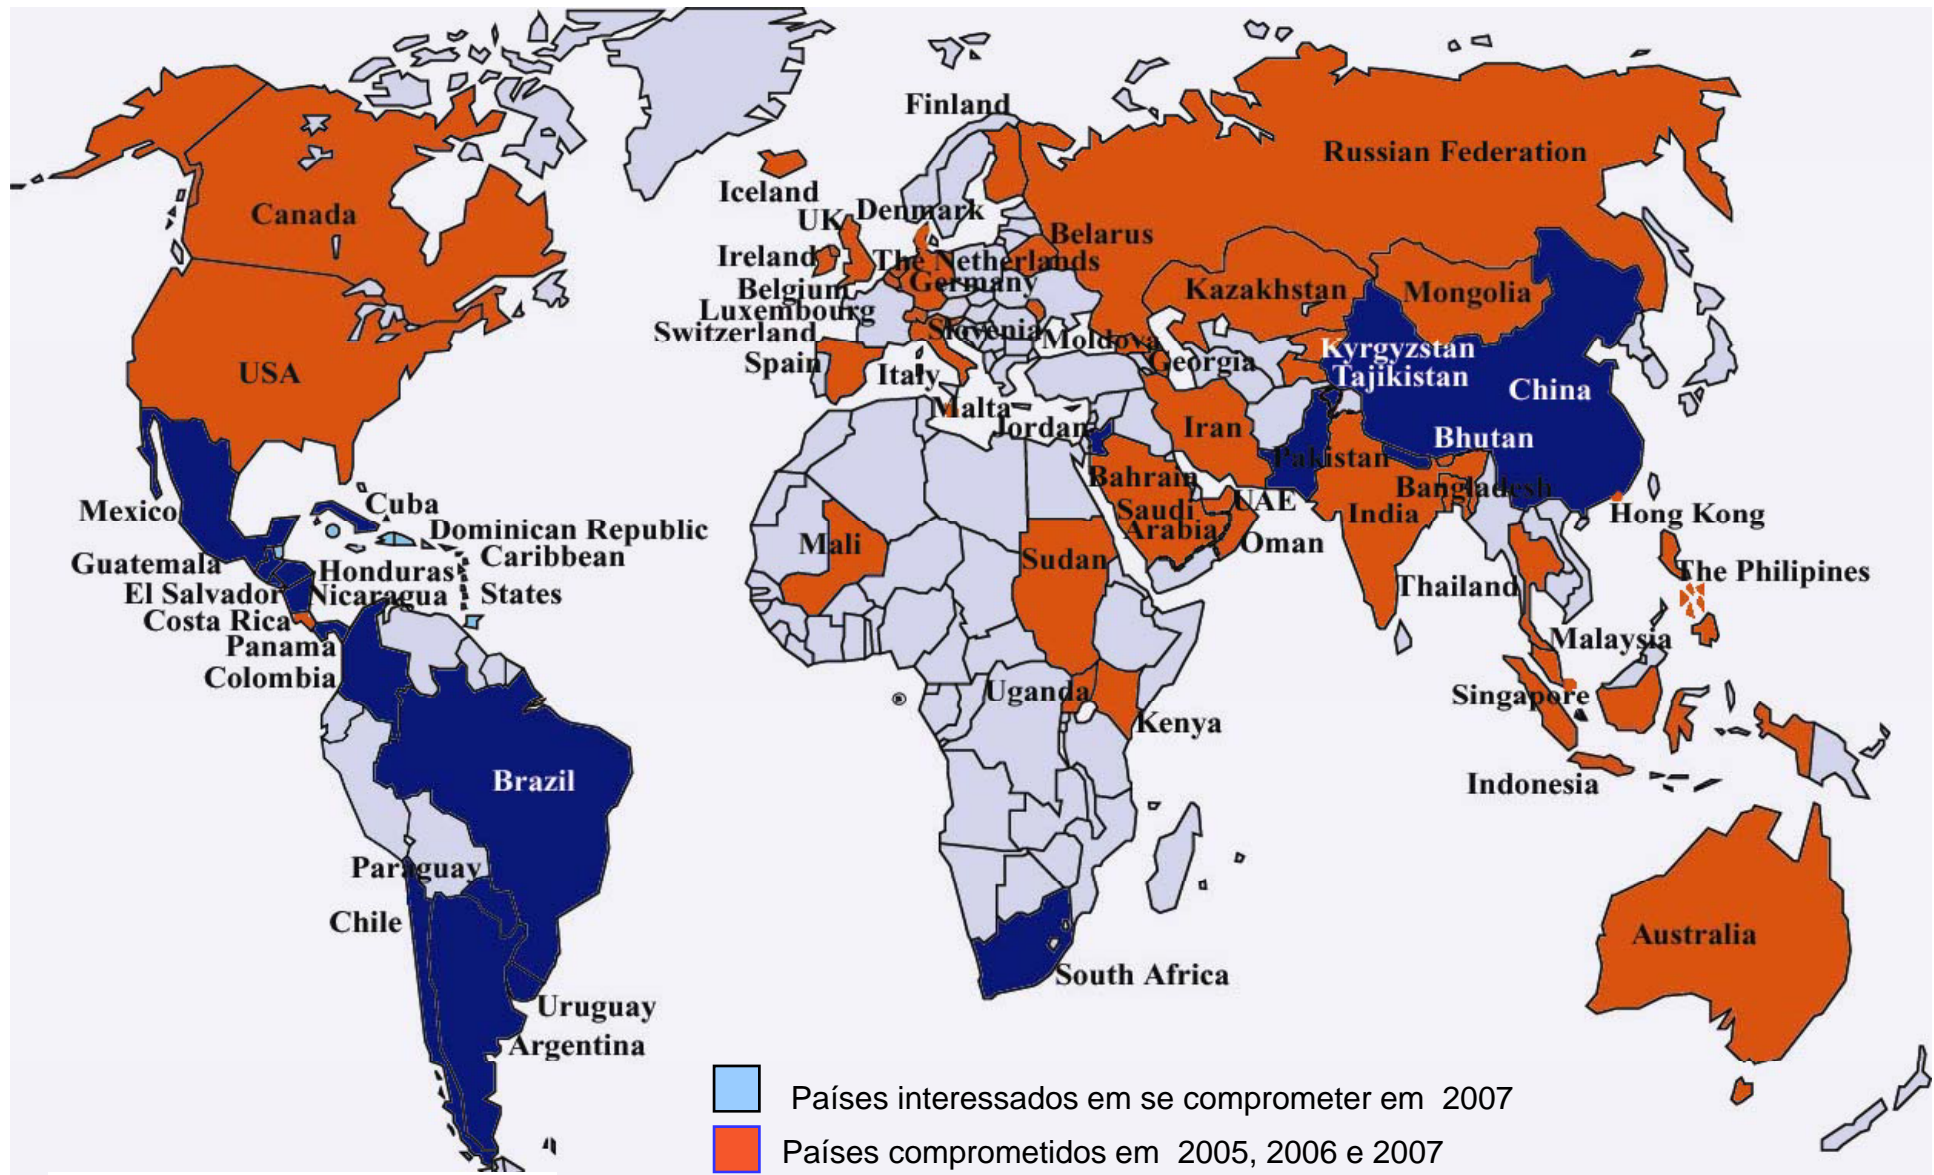 Finland
Russian Federation
Iceland
Canada
UK
Denmark
Belarus
Ireland
The Netherlands
Germany
Belgium
Kazakhstan
Mongolia
Luxembourg
Switzerland
Slovenia
Moldova
Georgia
Kyrgyzstan
Tajikistan
Spain
Italy
USA
China
Malta
Jordan
Iran
Bhutan
Pakistan
Bahrain
Bangladesh
Mexico
Cuba
UAE
Saudi
Arabia
India
Hong Kong
Dominican Republic
Caribbean
States
Mali
Sudan
Oman
Guatemala
Honduras
The Philipines
El Salvador
Nicaragua
Thailand
Costa Rica
Panama
Malaysia
Colombia
Uganda
Singapore
Kenya
Brazil
Indonesia
Paraguay
Chile
Australia
South Africa
Uruguay
Argentina
Países interessados em se comprometer em 2007
Países comprometidos em 2005, 2006 e 2007